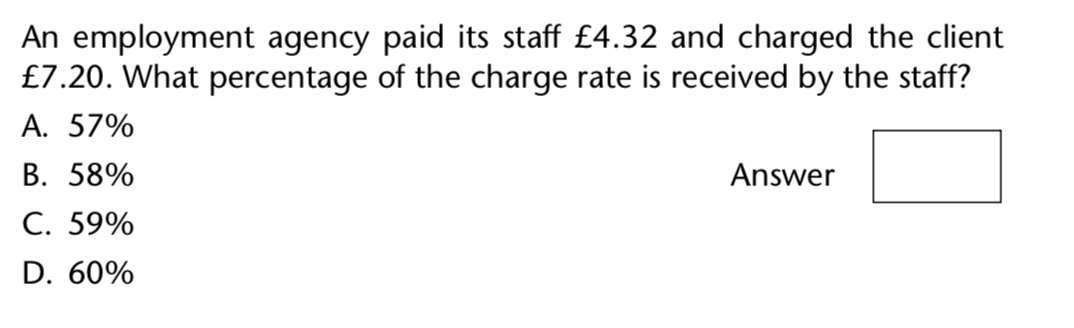 An employment agency paid its staff £4.32 and charged the client
£7.20. What percentage of the charge rate is received by the staff?
A. 57%
B. 58%
Answer
C. 59%
D. 60%